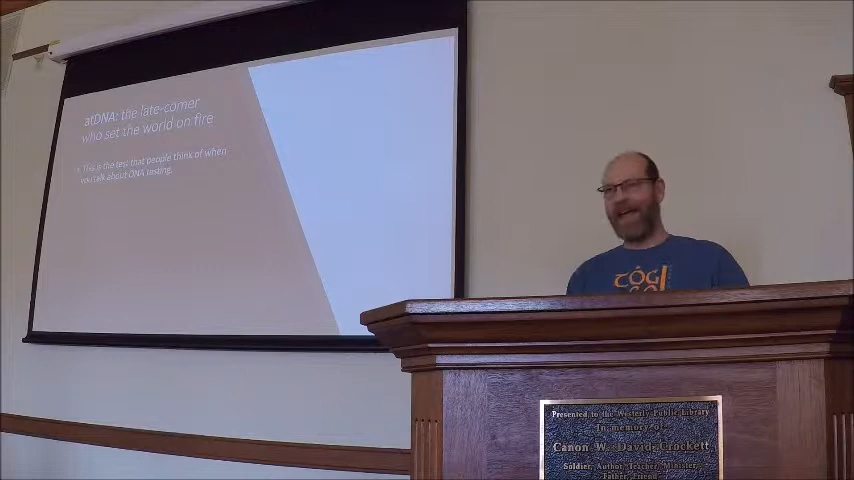 atDNA: the late-comer
who set the world on fire
• This is the test that people think of when
you talk about DNA testing.
TÓG
GO
Presented to the Westerly Public Library
In memory of
Canon W. David Crockett
Soldier, Author, Teacher, Minister,
Father, Friend